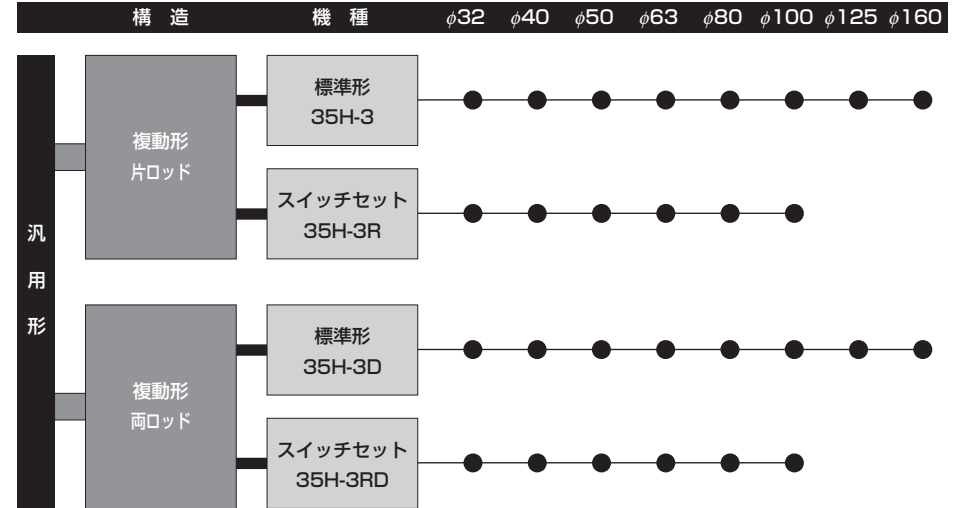 構 造 機 種 φ32 φ40 φ50 φ63 φ80 φ100 φ125 φ160
汎用形
複動形
片ロッド
標準形
35H-3
スイッチセット
35H-3R
複動形
両ロッド
標準形
35H-3D
スイッチセット
35H-3RD